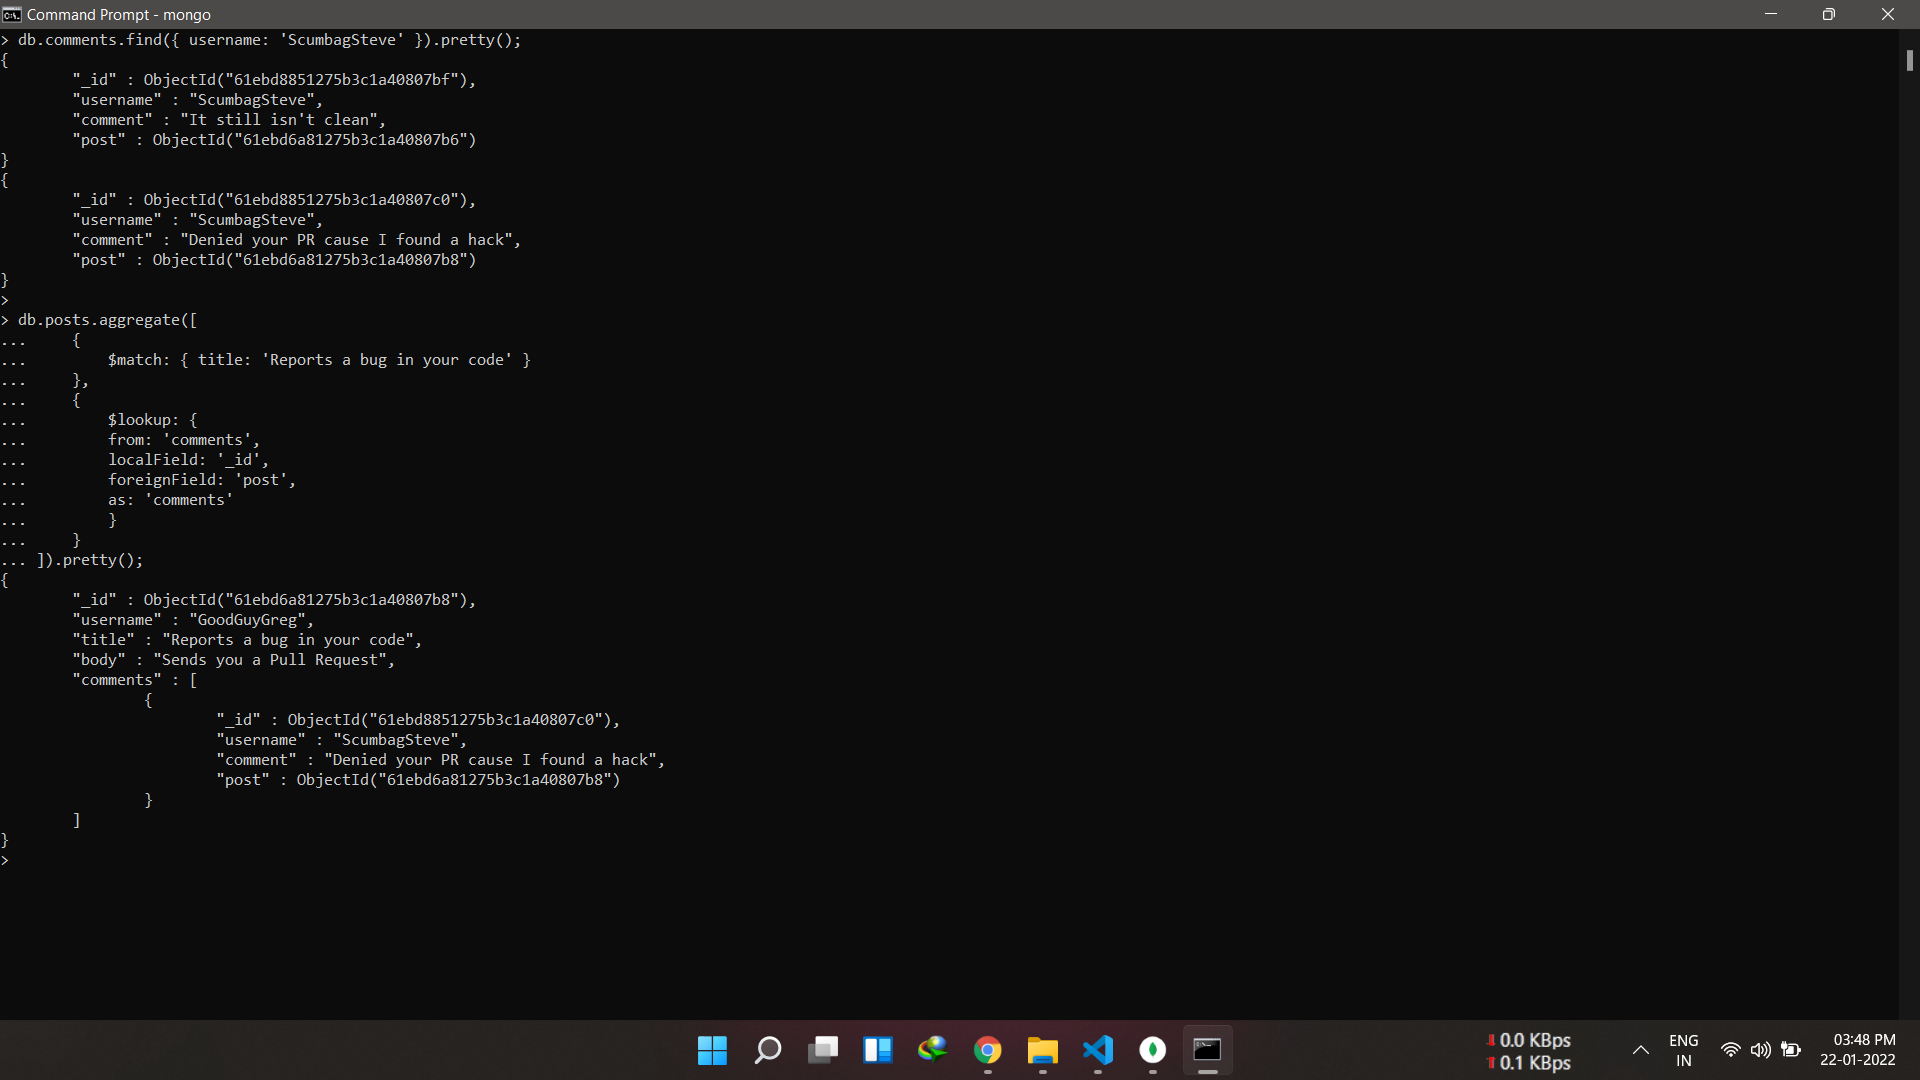 Command Prompt - mongo
> db.comments.find({ username: 'ScumbagSteve' }).pretty();
{
        "_id" : ObjectId("61ebd8851275b3c1a40807bf"),
        "username" : "ScumbagSteve",
        "comment" : "It still isn't clean",
        "post" : ObjectId("61ebd6a81275b3c1a40807b6")
}
{
        "_id" : ObjectId("61ebd8851275b3c1a40807c0"),
        "username" : "ScumbagSteve",
        "comment" : "Denied your PR cause I found a hack",
        "post" : ObjectId("61ebd6a81275b3c1a40807b8")
}
>
> db.posts.aggregate([
...     {
...         $match: { title: 'Reports a bug in your code' }
...     },
...     {
...         $lookup: {
...         from: 'comments',
...         localField: '_id',
...         foreignField: 'post',
...         as: 'comments'
...         }
...     }
... ]).pretty();
{
        "_id" : ObjectId("61ebd6a81275b3c1a40807b8"),
        "username" : "GoodGuyGreg",
        "title" : "Reports a bug in your code",
        "body" : "Sends you a Pull Request",
        "comments" : [
                {
                        "_id" : ObjectId("61ebd8851275b3c1a40807c0"),
                        "username" : "ScumbagSteve",
                        "comment" : "Denied your PR cause I found a hack",
                        "post" : ObjectId("61ebd6a81275b3c1a40807b8")
                }
        ]
}
>
0.0 KBps
0.1 KBps
ENG
IN
03:48 PM
22-01-2022